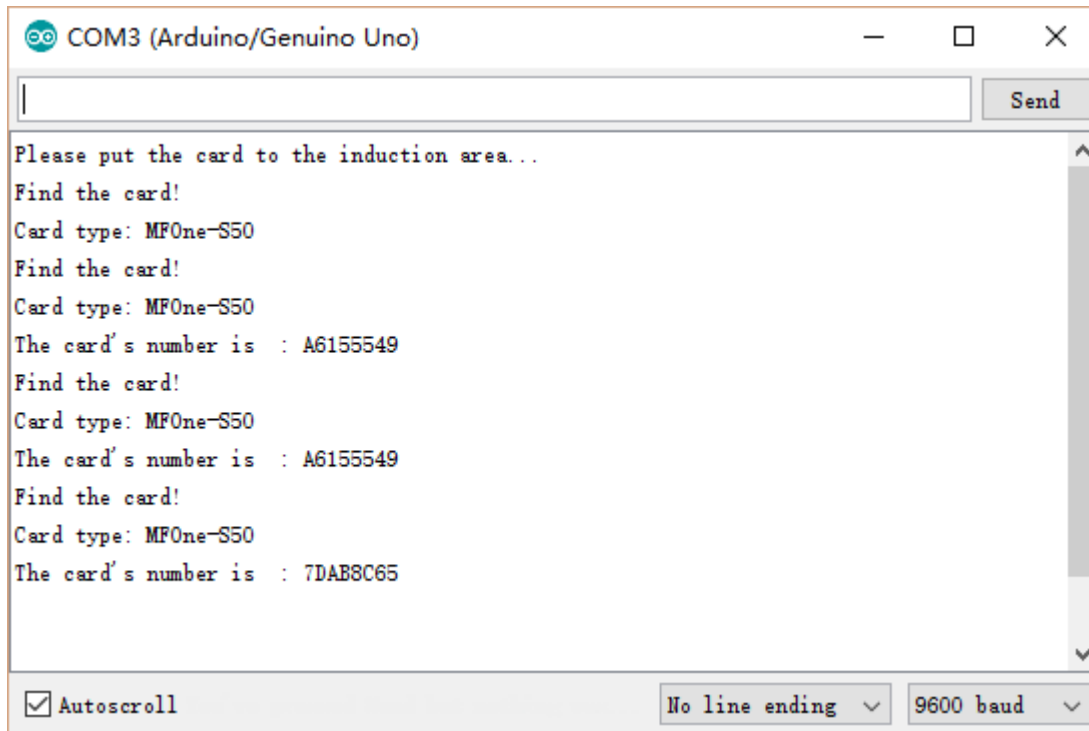 COM3 (Arduino/Genuino Uno)
Send
Please put the card to the induction area...
Find the card!
Card type: MFOne-S50
Find the card!
Card type: MFOne-S50
The card's number is  : A6155549
Find the card!
Card type: MFOne-S50
The card's number is  : A6155549
Find the card!
Card type: MFOne-S50
The card's number is  : 7DAB8C65
Autoscroll No line ending 9600 baud